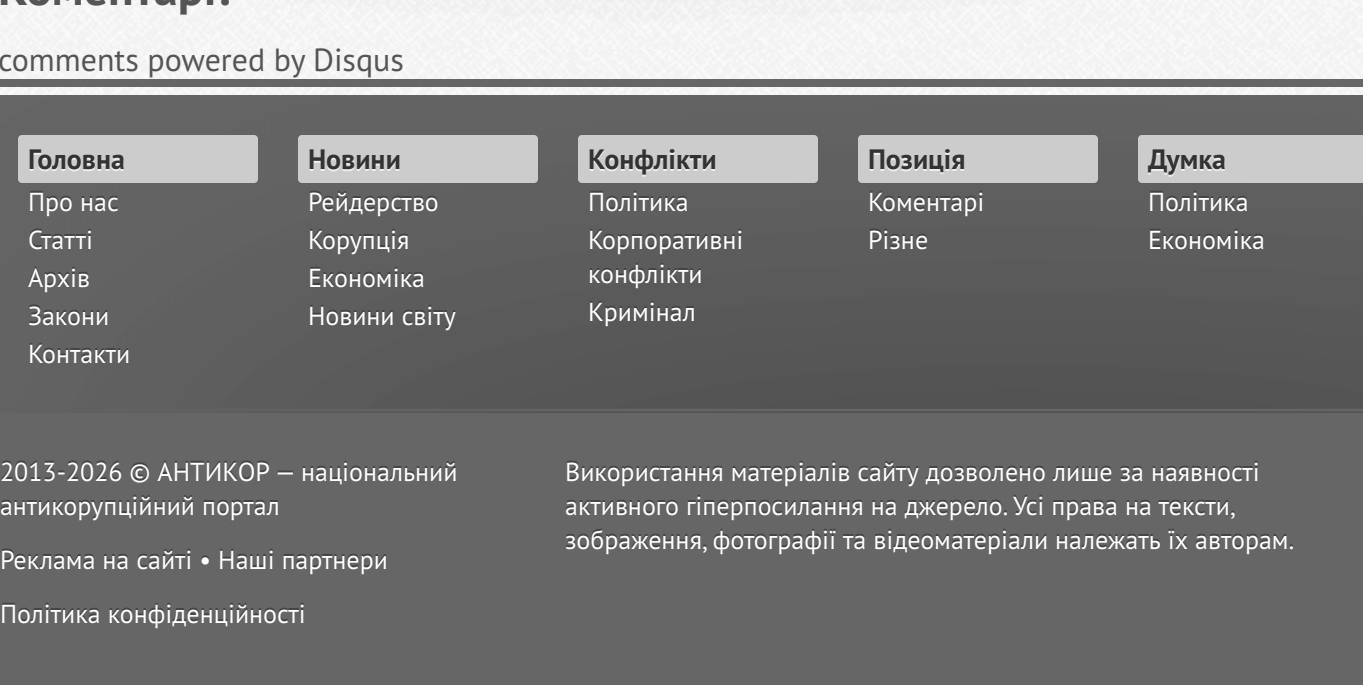 Коментарі:
comments powered by Disqus
Головна
Про нас
Статті
Архів
Закони
Контакти
Новини
Рейдерство
Корупція
Економіка
Новини світу
Конфлікти
Політика
Корпоративні
конфлікти
Кримінал
Позиція
Коментарі
Різне
Думка
Політика
Економіка
2013-2026 © АНТИКОР — національний
антикорупційний портал
Реклама на сайті • Наші партнери
Політика конфіденційності
Використання матеріалів сайту дозволено лише за наявності
активного гіперпосилання на джерело. Усі права на тексти,
зображення, фотографії та відеоматеріали належать їх авторам.